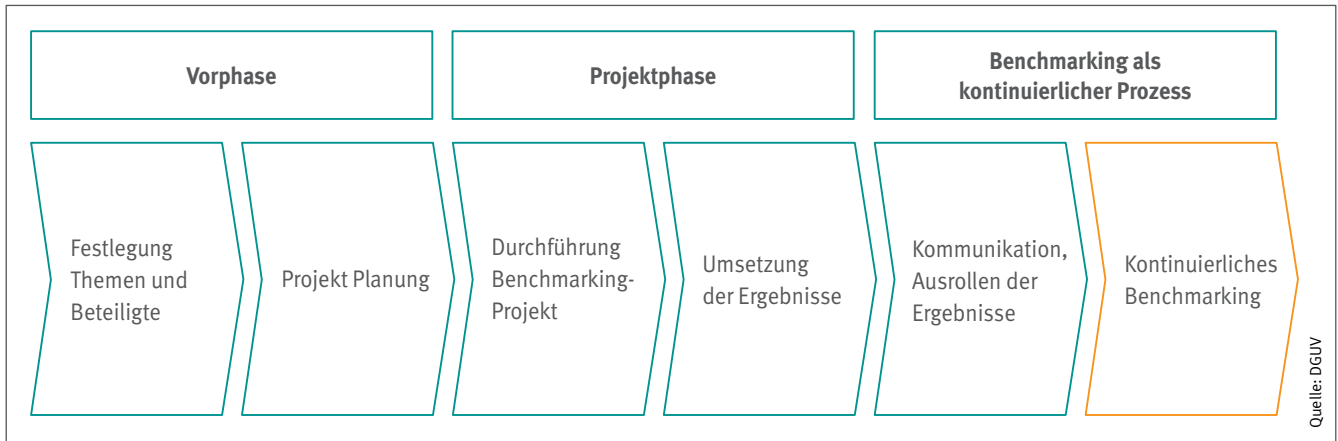 Vorphase
Projektphase
Benchmarking als
kontinuierlicher Prozess
Festlegung
Themen und
Beteiligte
Projekt Planung
Durchführung
Benchmarking-
Projekt
Umsetzung
der Ergebnisse
Kommunikation,
Ausrollen der
Ergebnisse
Kontinuierliches
Benchmarking
Quelle: DGUV